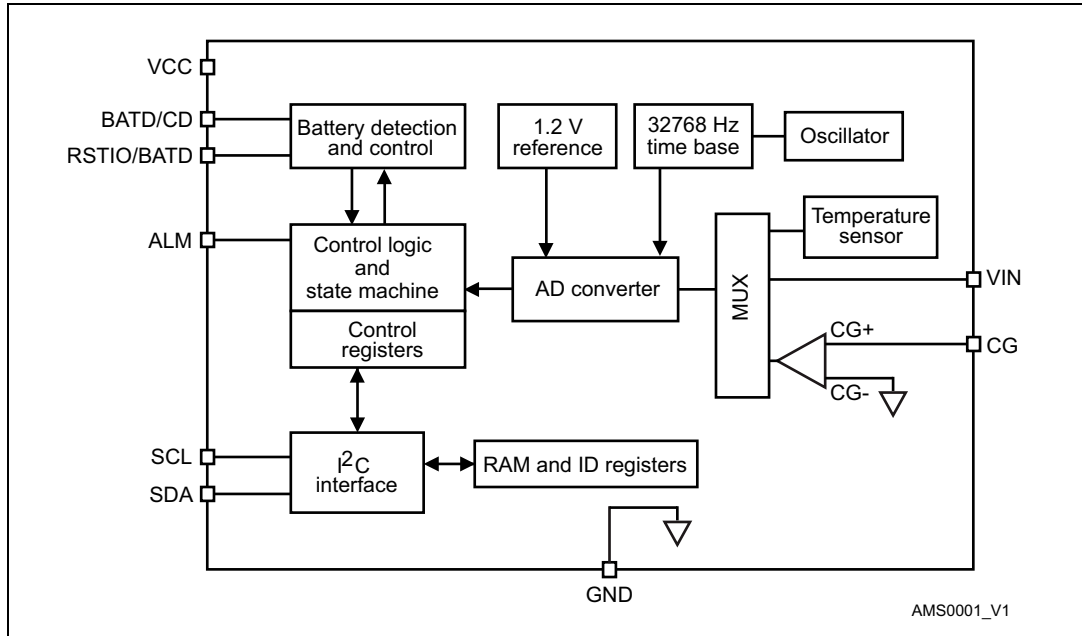 VCC
BATD/CD
RSTIO/BATD
Battery detection
and control
1.2 V
reference
32768 Hz
time base
Oscillator
ALM
Control logic
and
state machine
Control
registers
AD converter
MUX
Temperature
sensor
VIN
CG+
CG
CG-
SCL
SDA
I²C
interface
RAM and ID registers
GND
AMS0001_V1